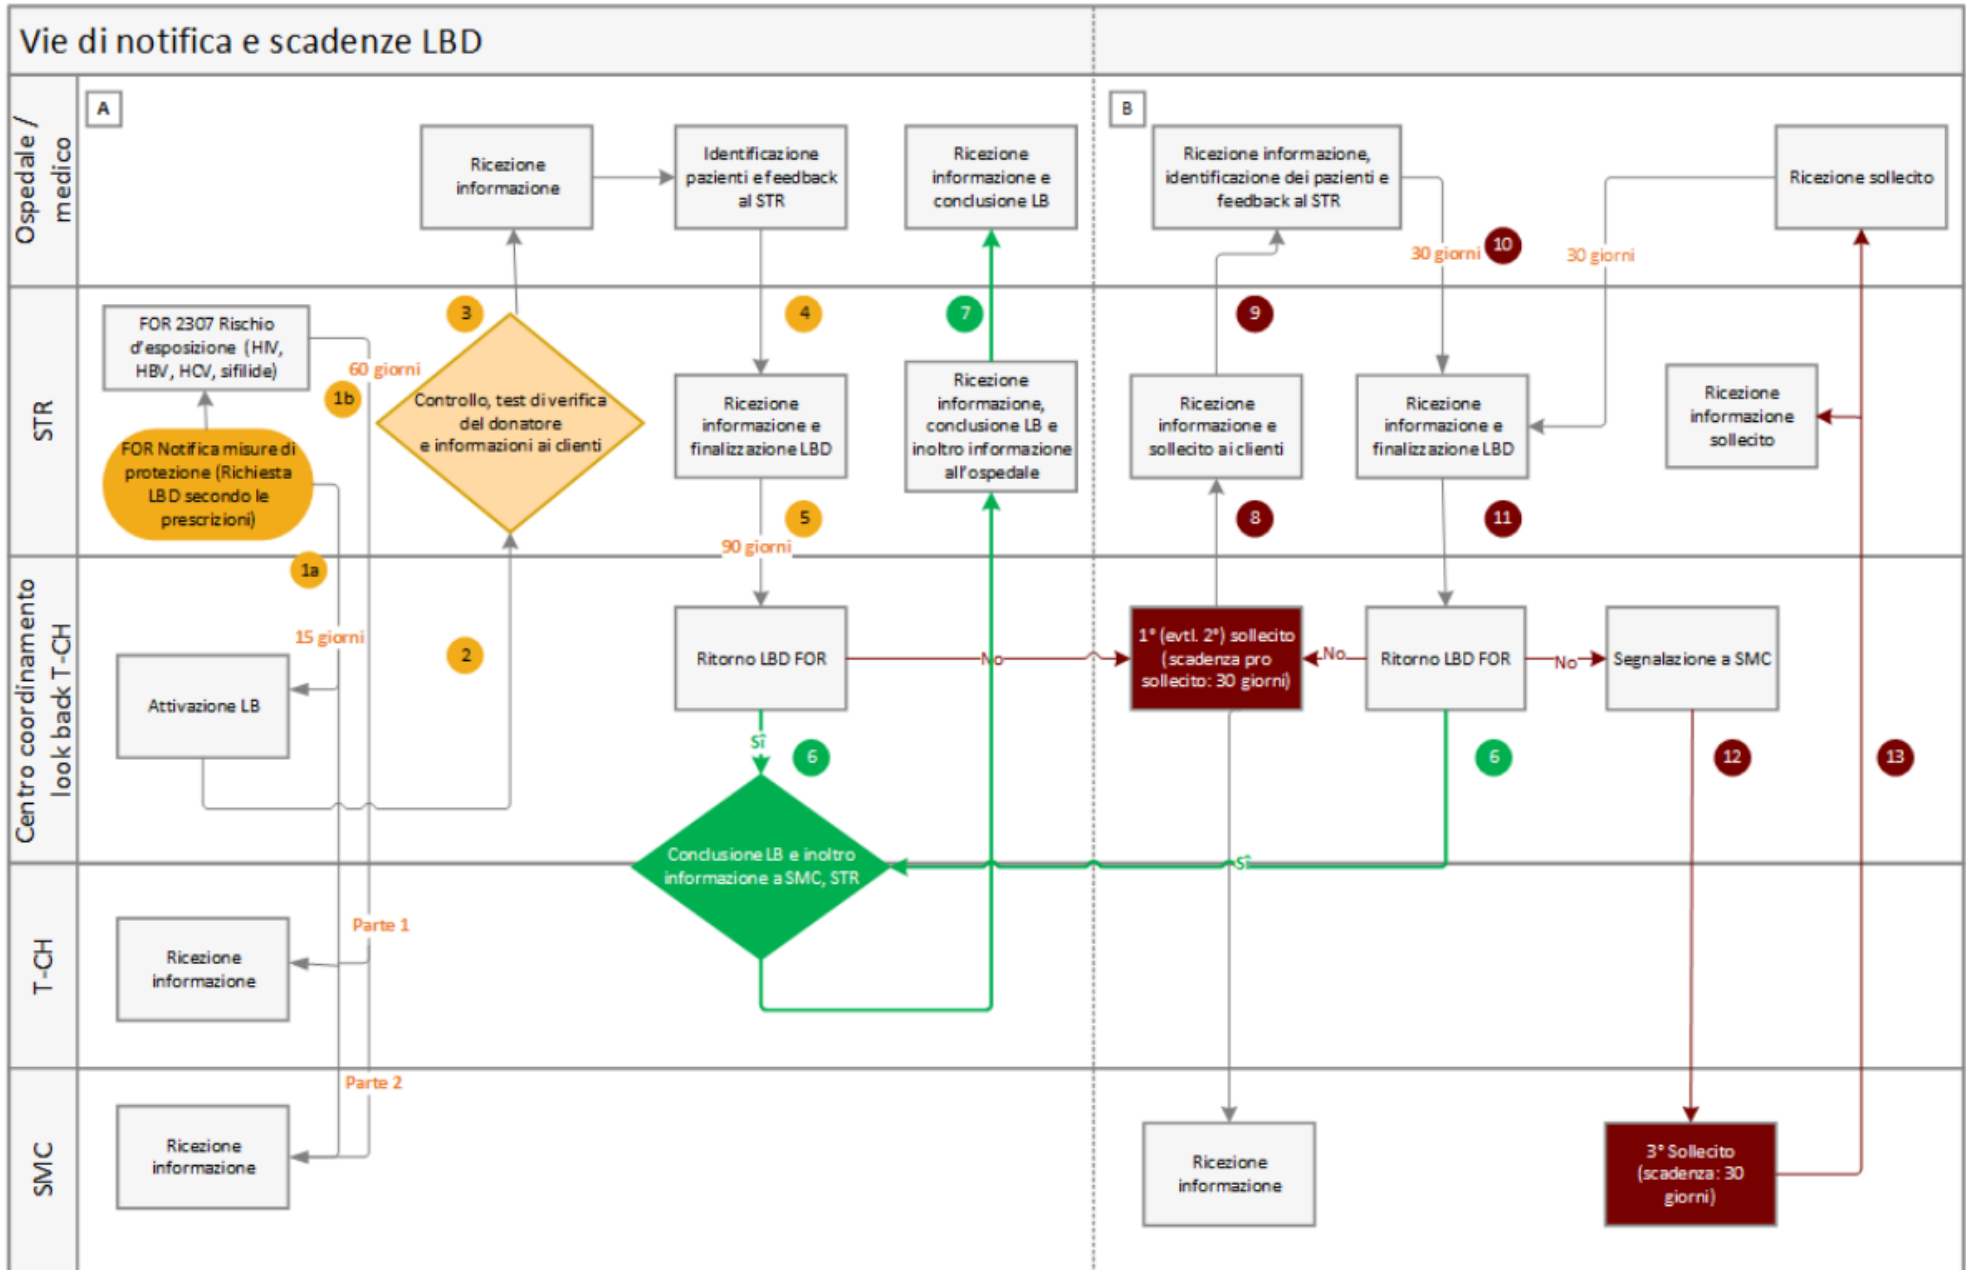 Vie di notifica e scadenze LBD
Ospedale /
medico
A
Ricezione
informazione
Identificazione
pazienti e feedback
al STR
Ricezione
informazione e
conclusione LB
B
Ricezione informazione,
identificazione dei pazienti e
feedback al STR
Ricezione sollecito
30 giorni
10
30 giorni
STR
FOR 2307 Rischio
d'esposizione (HIV,
HBV, HCV, sifilide)
60 giorni
1b
FOR Notifica misure di
protezione (Richiesta
LBD secondo le
prescrizioni)
3
Controllo, test di verifica
del donatore
e informazioni ai clienti
4
Ricezione
informazione e
finalizzazione LBD
5
90 giorni
7
Ricezione
informazione,
conclusione LB e
inoltro informazione
all'ospedale
9
Ricezione
informazione e
sollecito ai clienti
8
Ricezione
informazione e
finalizzazione LBD
11
Ricezione
informazione
sollecito
Centro coordinamento
look back T-CH
1a
15 giorni
2
Attivazione LB
Ritorno LBD FOR
No
1° (evtl. 2°) sollecito
(scadenza pro
sollecito: 30 giorni)
No
Ritorno LBD FOR
No
Segnalazione a SMC
Sì
6
6
12
13
Conclusione LB e inoltro
informazione a SMC, STR
Sì
T-CH
Parte 1
Ricezione
informazione
SMC
Parte 2
Ricezione
informazione
Ricezione
informazione
3° Sollecito
(scadenza: 30
giorni)